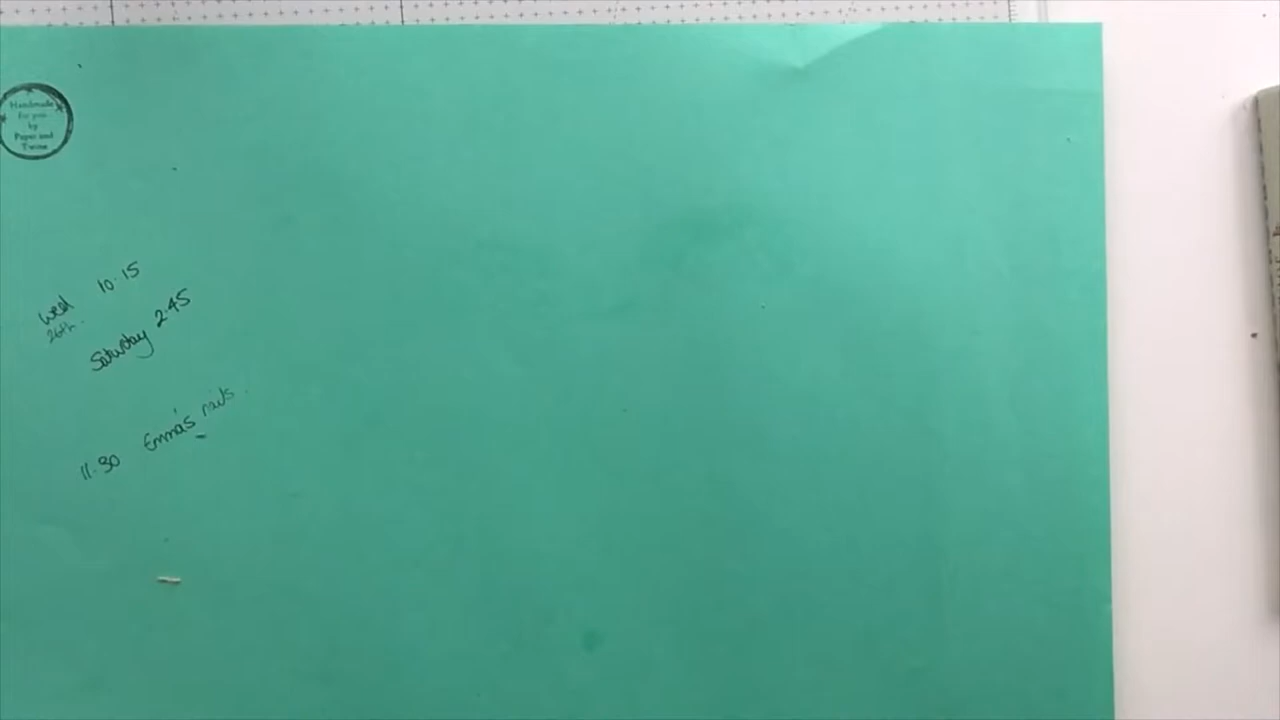 Handmade
for you
by
Paper and
Twine
Wed 10.15
26th.
Saturday 2.45
11.30 Emma's nails.